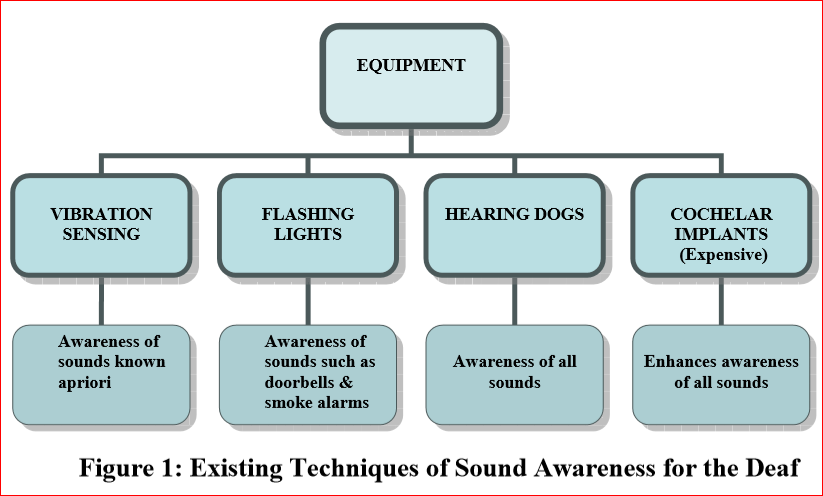 EQUIPMENT
VIBRATION
SENSING
FLASHING
LIGHTS
HEARING DOGS
COCHELAR
IMPLANTS
(Expensive)
Awareness of
sounds known
apriori
Awareness of
sounds such as
doorbells &
smoke alarms
Awareness of all
sounds
Enhances awareness
of all sounds
Figure 1: Existing Techniques of Sound Awareness for the Deaf